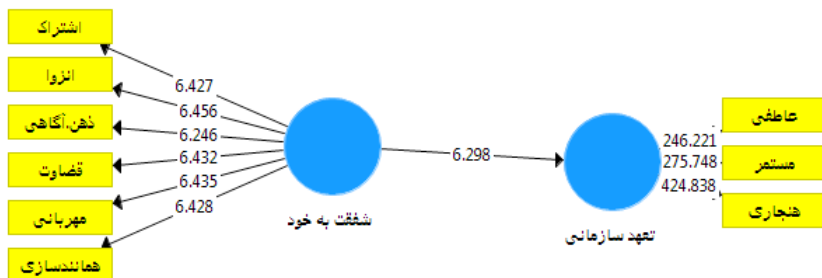 اشتراک
انزوا
ذهن.آگاهی
قضاوت
مهربانی
همانندسازی
6.427
6.456
6.246
6.432
6.435
6.428
شفقت به خود
6.298
تعهد سازمانی
246.221
275.748
424.838
عاطفی
مستمر
هنجاری